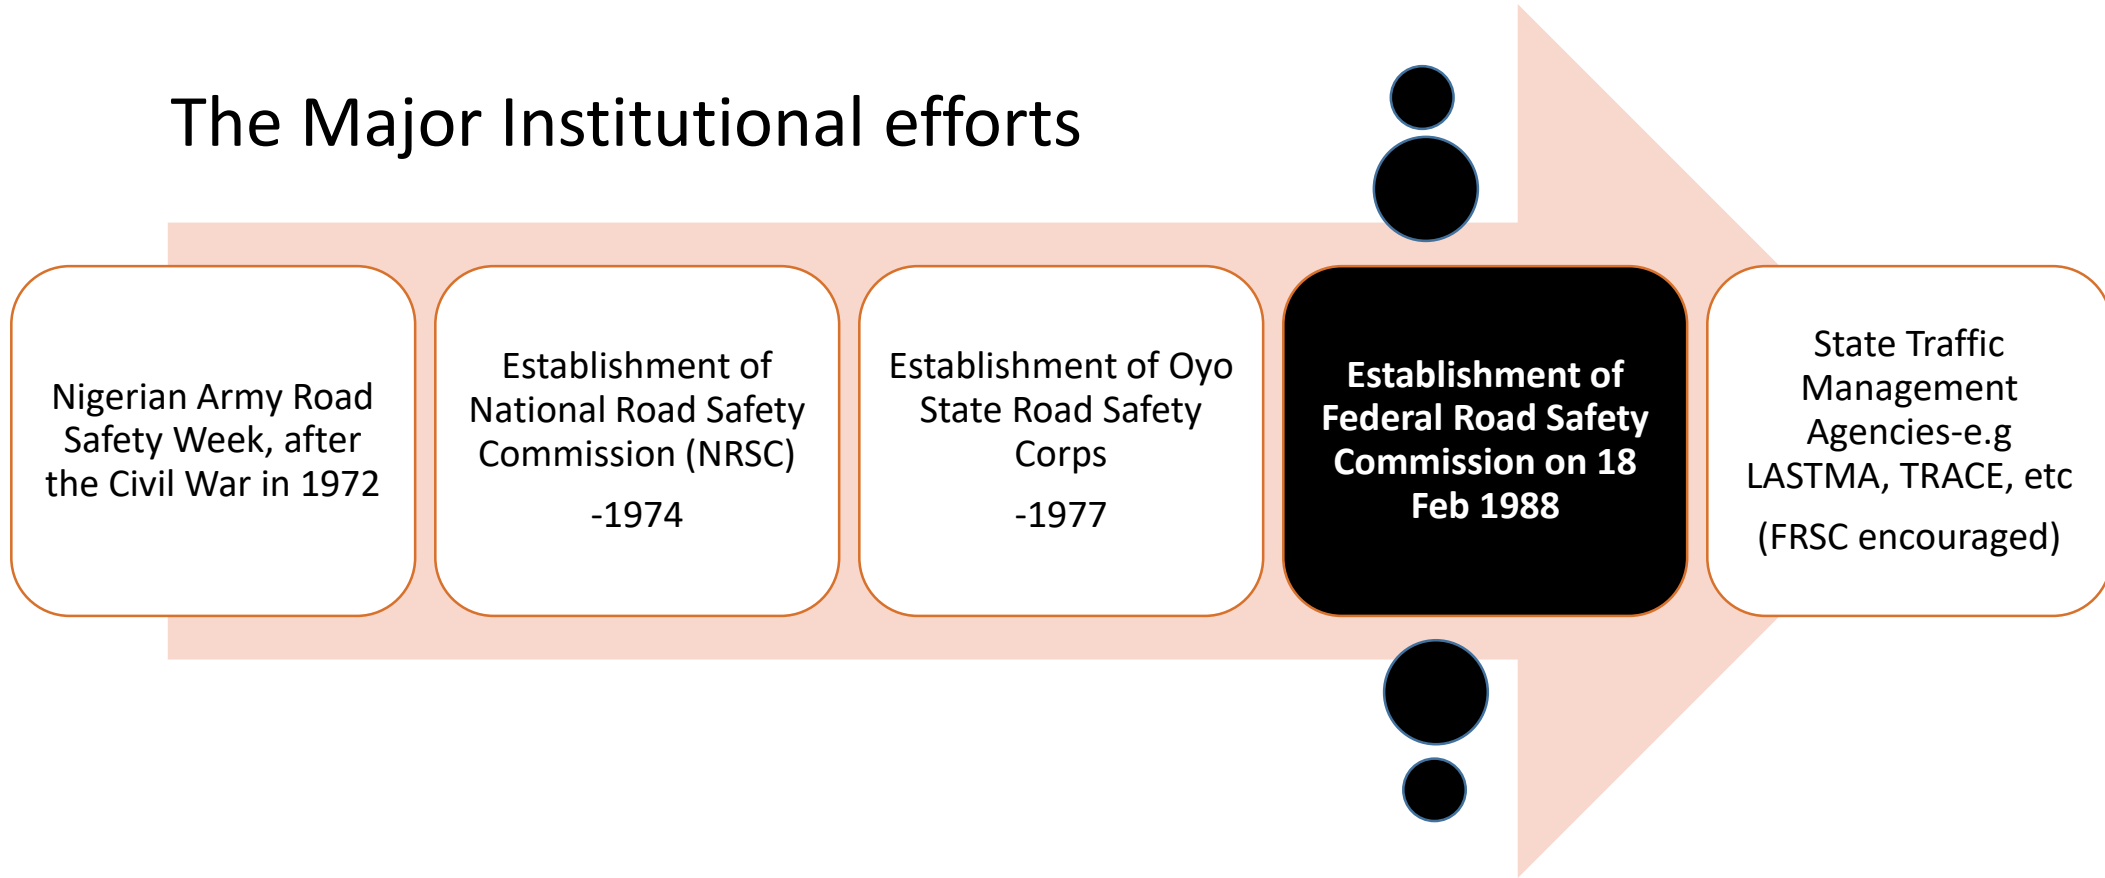 The Major Institutional efforts
Nigerian Army Road
Safety Week, after
the Civil War in 1972
Establishment of
National Road Safety
Commission (NRSC)
-1974
Establishment of Oyo
State Road Safety
Corps
-1977
Establishment of
Federal Road Safety
Commission on 18
Feb 1988
State Traffic
Management
Agencies-e.g
LASTMA, TRACE, etc
(FRSC encouraged)